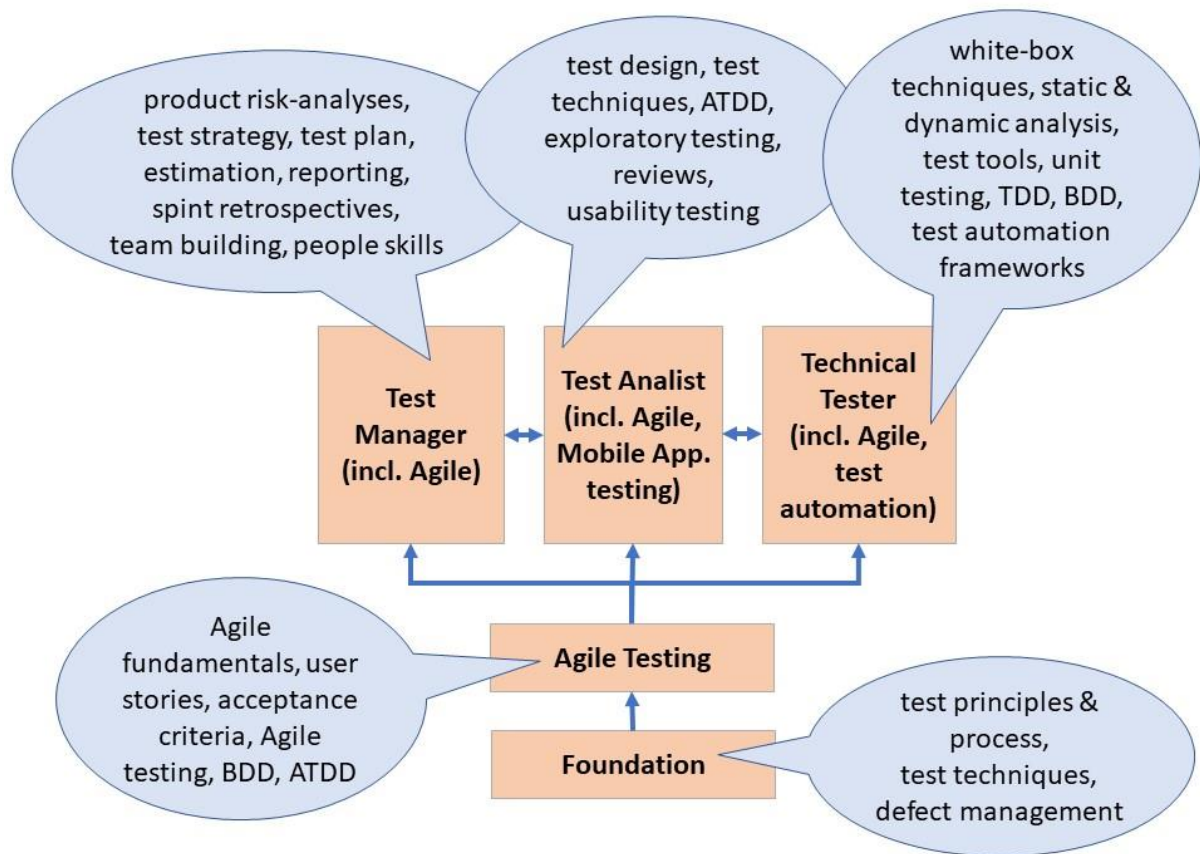 product risk-analyses,
test strategy, test plan,
estimation, reporting,
spint retrospectives,
team building, people skills
test design, test
techniques, ATDD,
exploratory testing,
reviews,
usability testing
white-box
techniques, static &
dynamic analysis,
test tools, unit
testing, TDD, BDD,
test automation
frameworks
Test
Manager
(incl. Agile)
Test Analist
(incl. Agile,
Mobile App.
testing)
Technical
Tester
(incl. Agile,
test
automation)
Agile
fundamentals, user
stories, acceptance
criteria, Agile
testing, BDD, ATDD
Agile Testing
Foundation
test principles &
process,
test techniques,
defect management